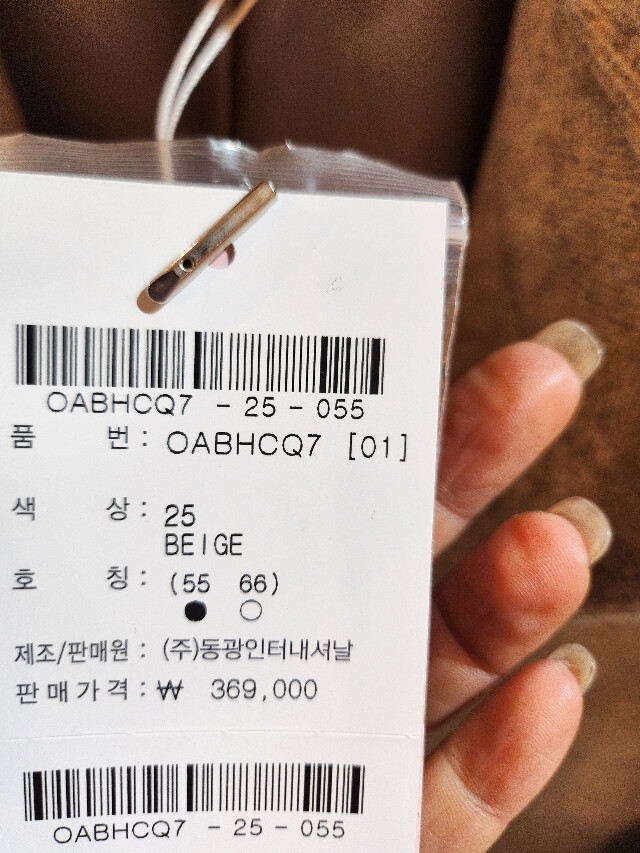 OABHCQ7 - 25 - 055
품 번 : OABHCQ7 [01]
색 상 : 25
BEIGE
호 칭 : (55 66)
제조/판매원 : (주)동광인터내셔날
판매가격 : ₩ 369,000
OABHCQ7 - 25 - 055